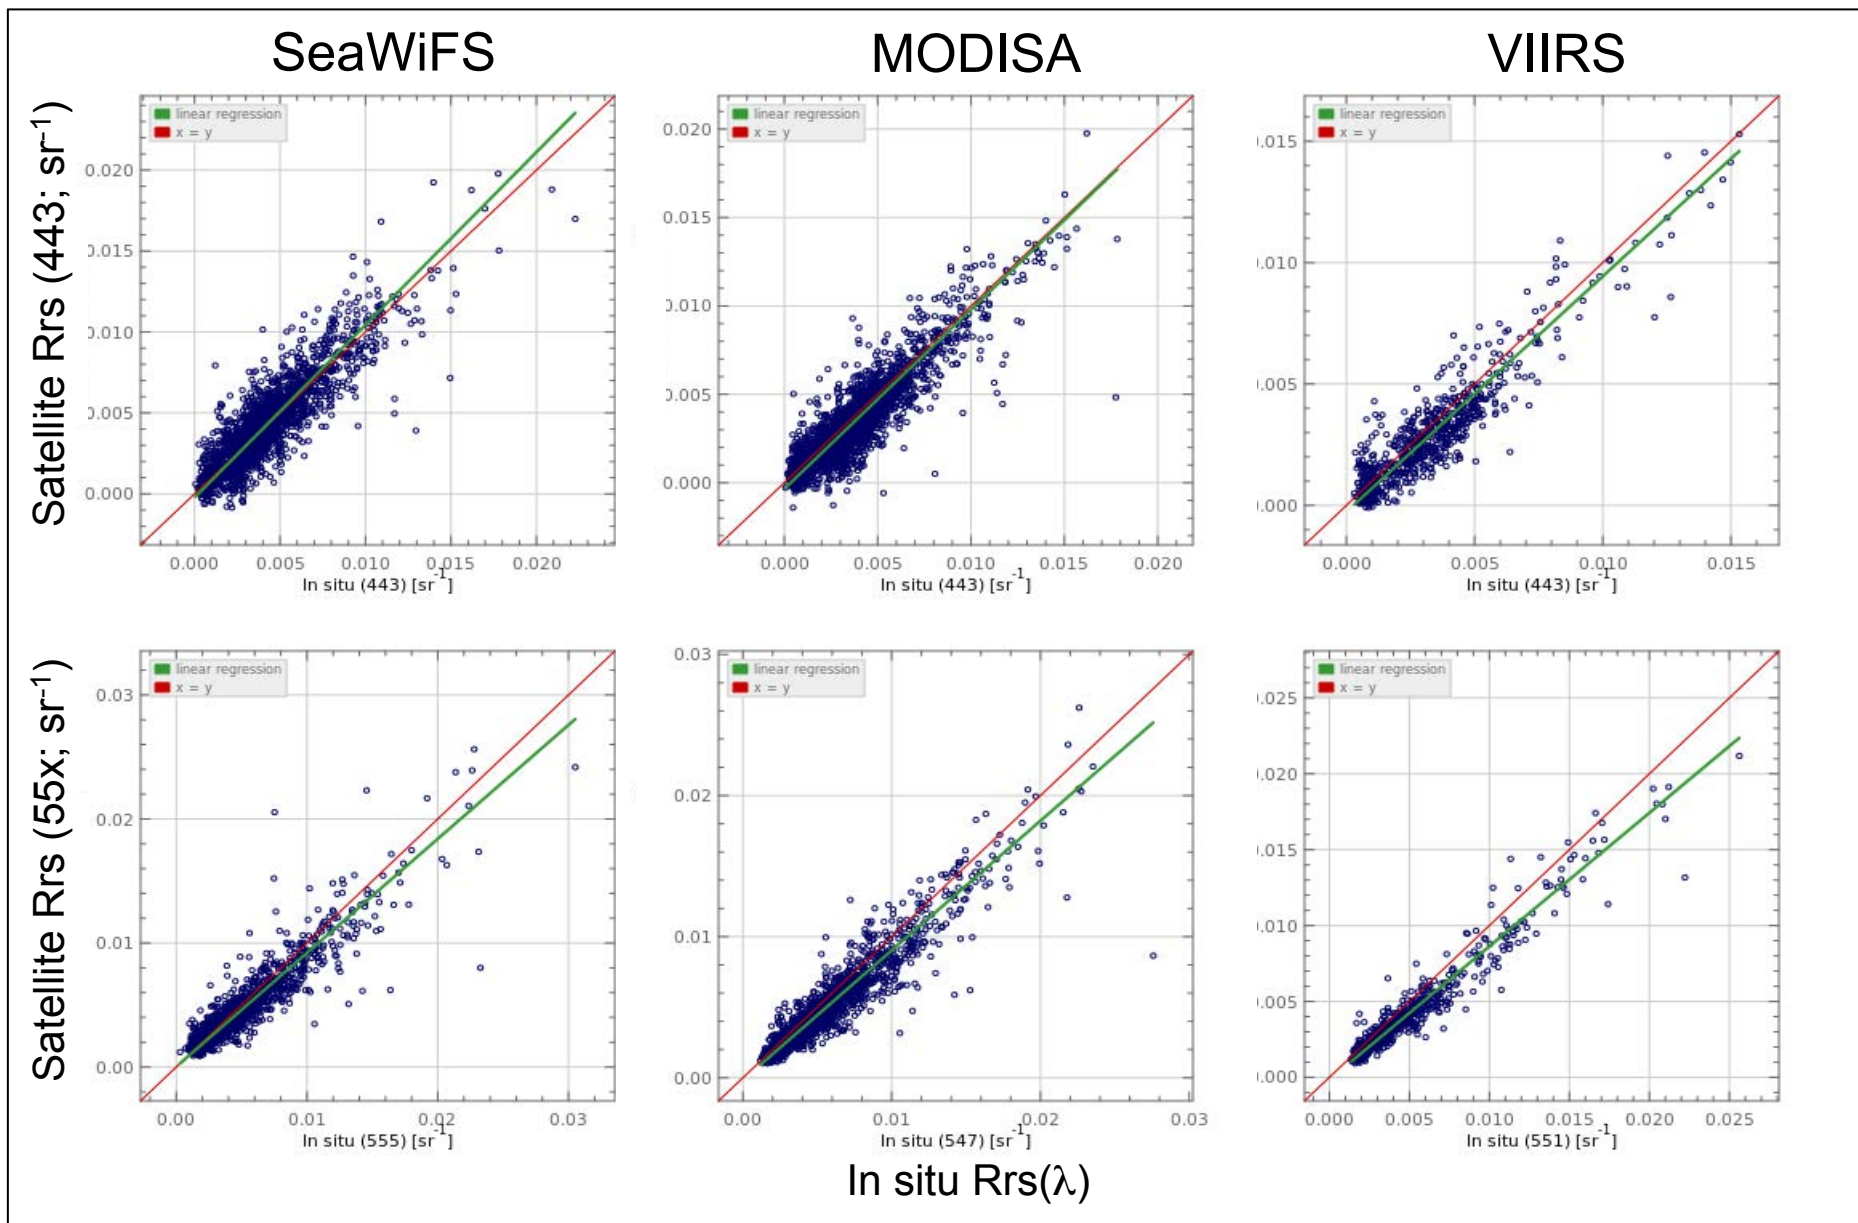 SeaWiFS MODISA VIIRS
Satellite Rrs (443; sr-1)
linear regression
x = y
0.020
0.015
0.010
0.005
0.000
0.000 0.005 0.010 0.015 0.020
In situ (443) [sr-1]
linear regression
x = y
0.020
0.015
0.010
0.005
0.000
0.000 0.005 0.010 0.015 0.020
In situ (443) [sr-1]
linear regression
x = y
.015
.010
.005
.000
0.000 0.005 0.010 0.015
In situ (443) [sr-1]
Satellite Rrs (55x; sr-1)
linear regression
x = y
0.03
0.02
0.01
0.00
0.00 0.01 0.02 0.03
In situ (555) [sr-1]
linear regression
x = y
0.03
0.02
0.01
0.00
0.00 0.01 0.02 0.03
In situ (547) [sr-1]
linear regression
x = y
.025
.020
.015
.010
.005
.000
0.000 0.005 0.010 0.015 0.020 0.025
In situ (551) [sr-1]
In situ Rrs(λ)